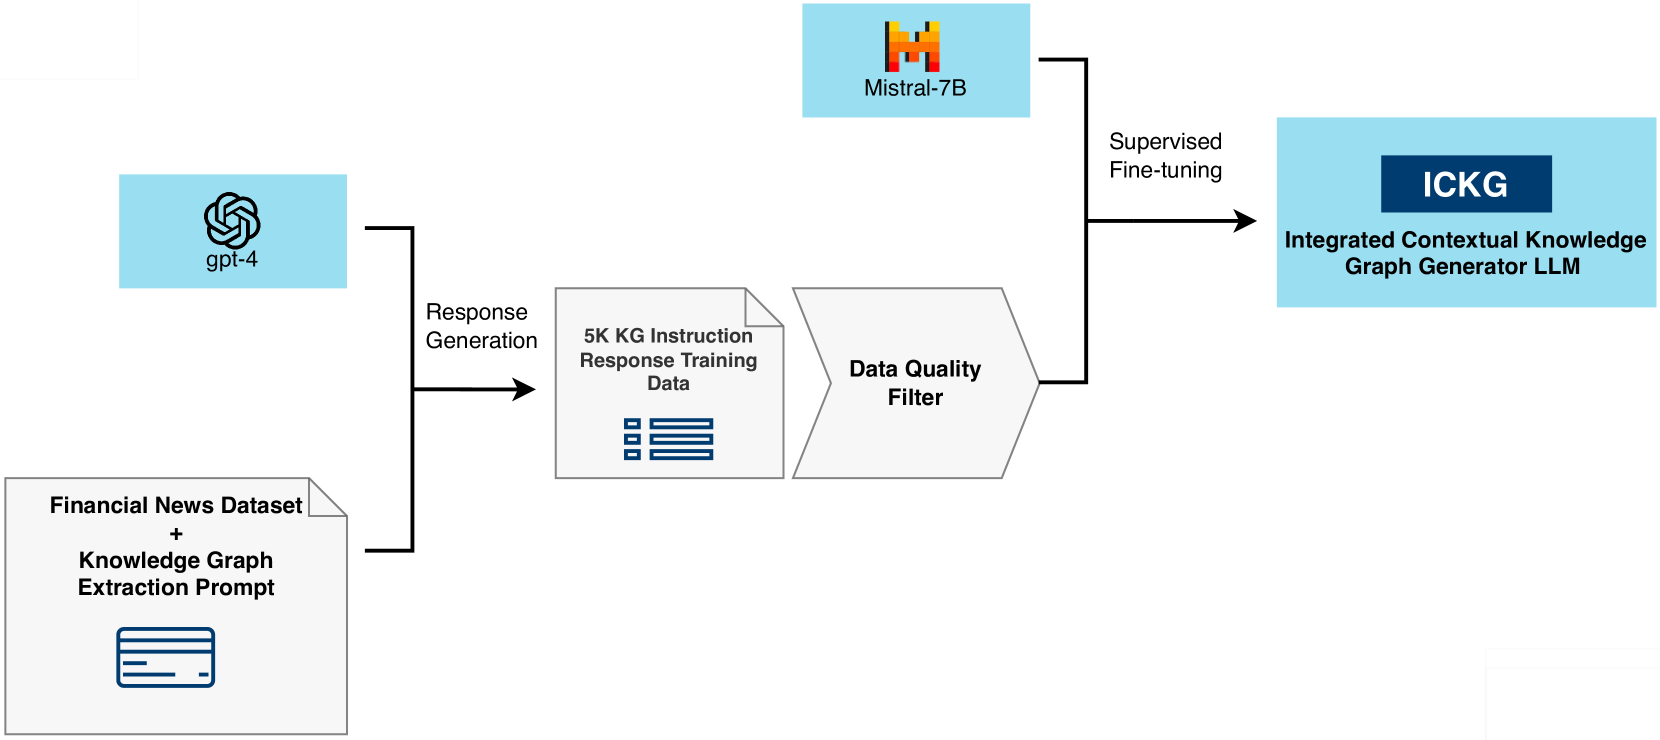 Mistral-7B
Supervised
Fine-tuning
ICKG
Integrated Contextual Knowledge
Graph Generator LLM
gpt-4
Response
Generation
5K KG Instruction
Response Training
Data
Data Quality
Filter
Financial News Dataset
+
Knowledge Graph
Extraction Prompt